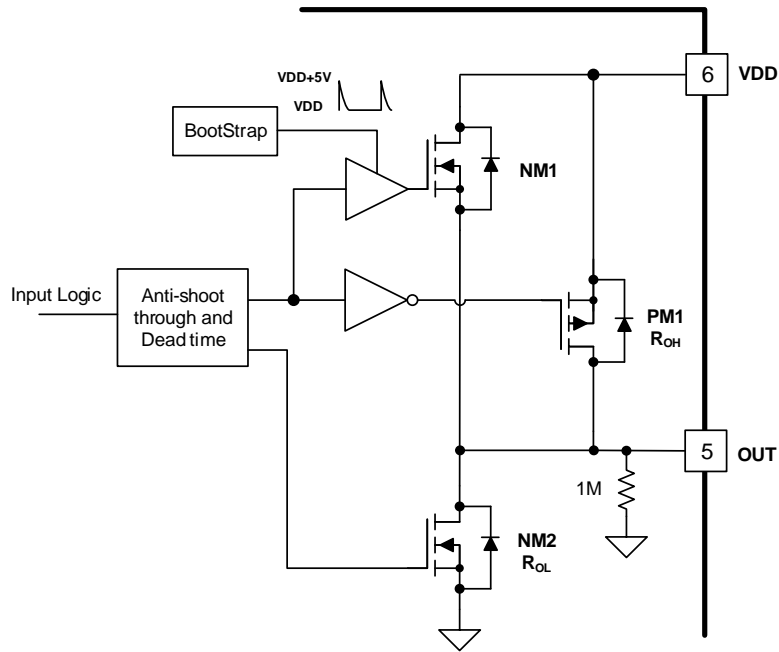 VDD+5V
VDD
BootStrap
6
VDD
NM1
Input Logic
Anti-shoot
through and
Dead time
PM1
ROH
5
OUT
1M
NM2
ROL